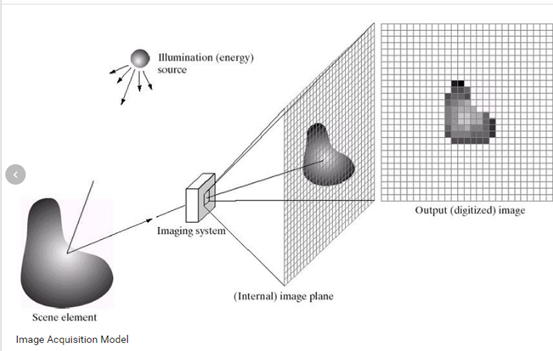 Illumination (energy)
source
Output (digitized) image
Imaging system
(Internal) image plane
Scene element
Image Acquisition Model